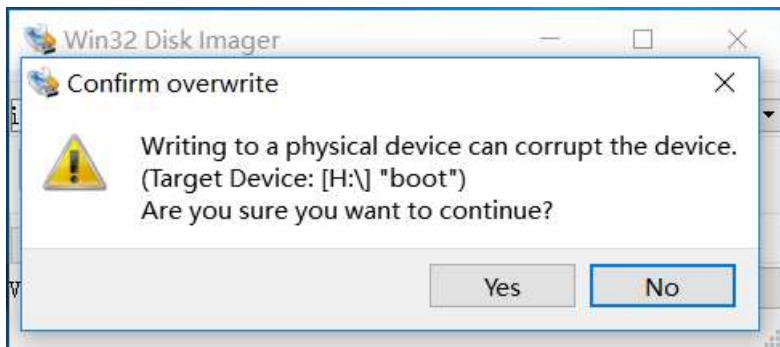 Win32 Disk Imager
Confirm overwrite
Writing to a physical device can corrupt the device.
(Target Device: [H:\] "boot")
Are you sure you want to continue?
Yes
No